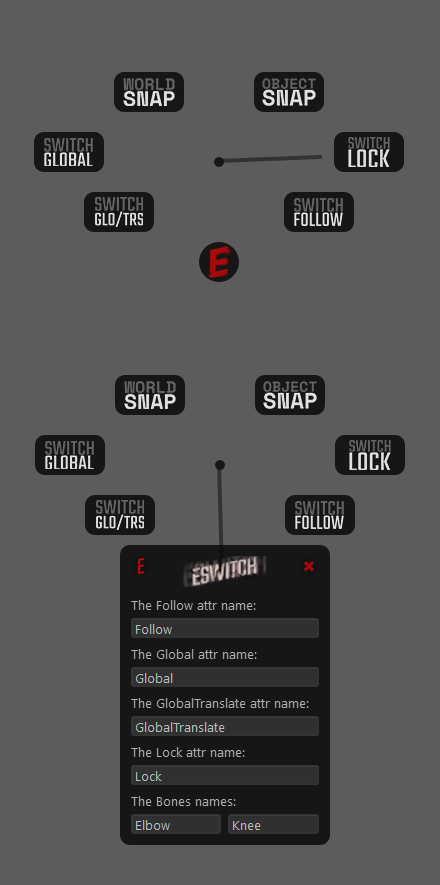 WORLD
SNAP
OBJECT
SNAP
SWITCH
GLOBAL
SWITCH
LOCK
SWITCH
GLO/TRS
SWITCH
FOLLOW
E
WORLD
SNAP
OBJECT
SNAP
SWITCH
GLOBAL
SWITCH
LOCK
SWITCH
GLO/TRS
SWITCH
FOLLOW
E
ESWITCH
The Follow attr name:
Follow
The Global attr name:
Global
The GlobalTranslate attr name:
GlobalTranslate
The Lock attr name:
Lock
The Bones names:
Elbow
Knee